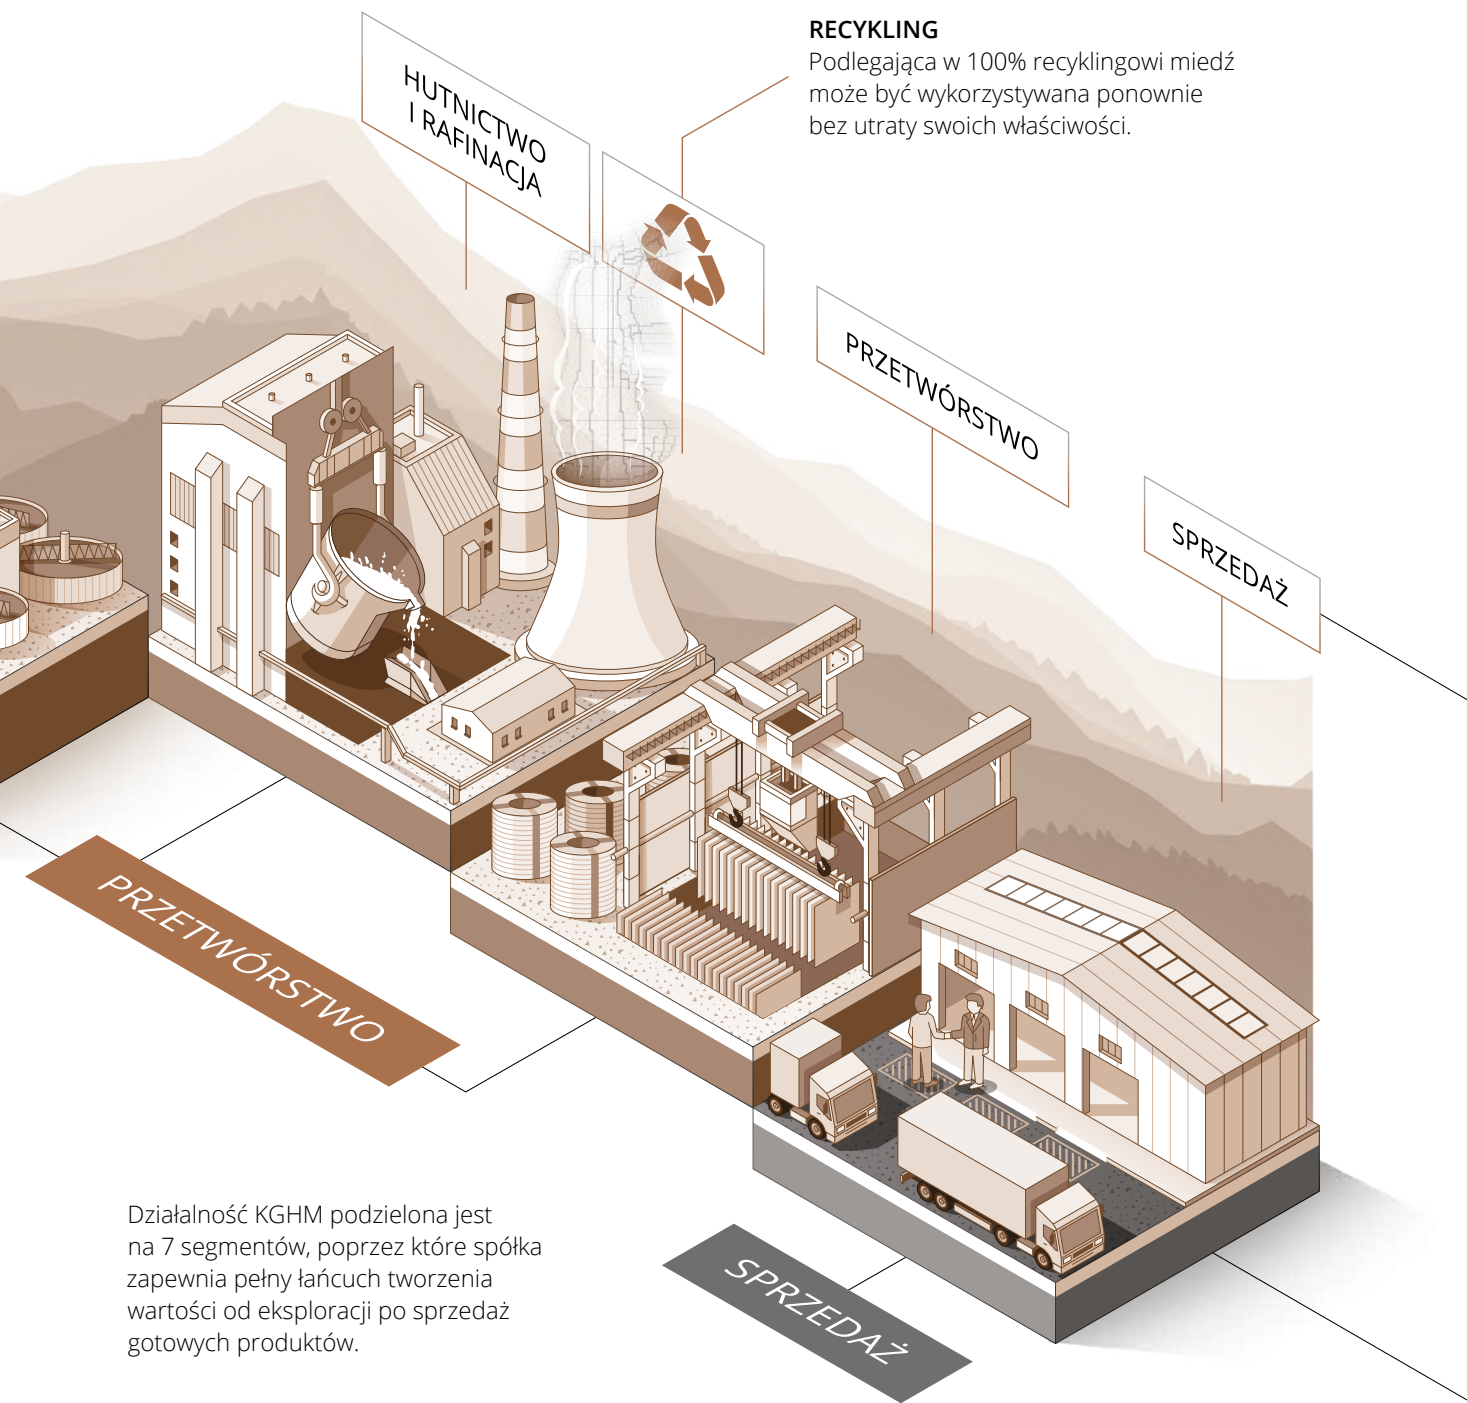 RECYKLING
Podlegająca w 100% recyklingowi miedź
może być wykorzystywana ponownie
bez utraty swoich właściwości.
HUTNICTWO
I RAFINACJA
PRZETWÓRSTWO
SPRZEDAŻ
PRZETWÓRSTWO
Działalność KGHM podzielona jest
na 7 segmentów, poprzez które spółka
zapewnia pełny łańcuch tworzenia
wartości od eksploracji po sprzedaż
gotowych produktów.
SPRZEDAŻ